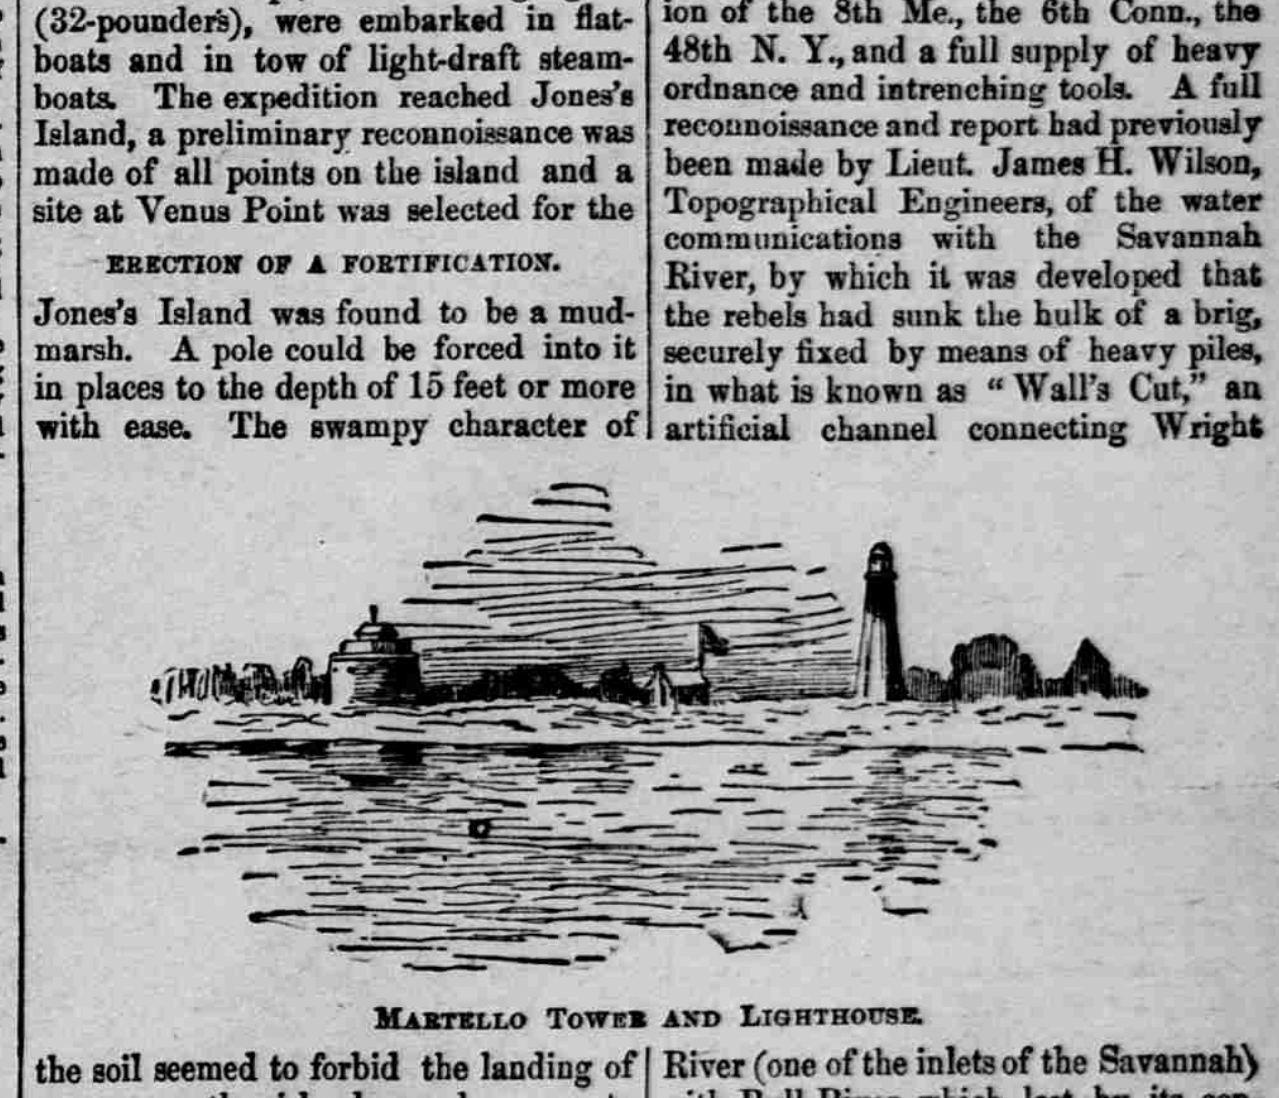 (32-pounders), were embarked in flat-
boats and in tow of light-draft steam-
boats. The expedition reached Jones's
Island, a preliminary reconnoissance was
made of all points on the island and a
site at Venus Point was selected for the
ERECTION OF A FORTIFICATION.
Jones's Island was found to be a mud-
marsh. A pole could be forced into it
in places to the depth of 15 feet or more
with ease. The swampy character of
ion of the 8th Me., the 6th Conn., the
48th N. Y., and a full supply of heavy
ordnance and intrenching tools. A full
reconnoissance and report had previously
been made by Lieut. James H. Wilson,
Topographical Engineers, of the water
communications with the Savannah
River, by which it was developed that
the rebels had sunk the hulk of a brig,
securely fixed by means of heavy piles,
in what is known as "Wall's Cut," an
artificial channel connecting Wright
MARTELLO TOWER AND LIGHTHOUSE.
the soil seemed to forbid the landing of
River (one of the inlets of the Savannah)